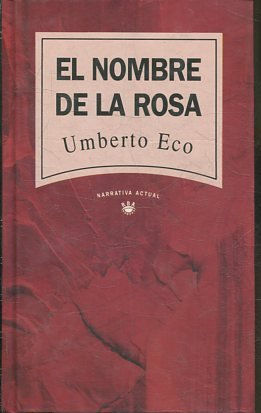 EL NOMBRE
DE LA ROSA
Umberto Eco
NARRATIVA ACTUAL
RBA